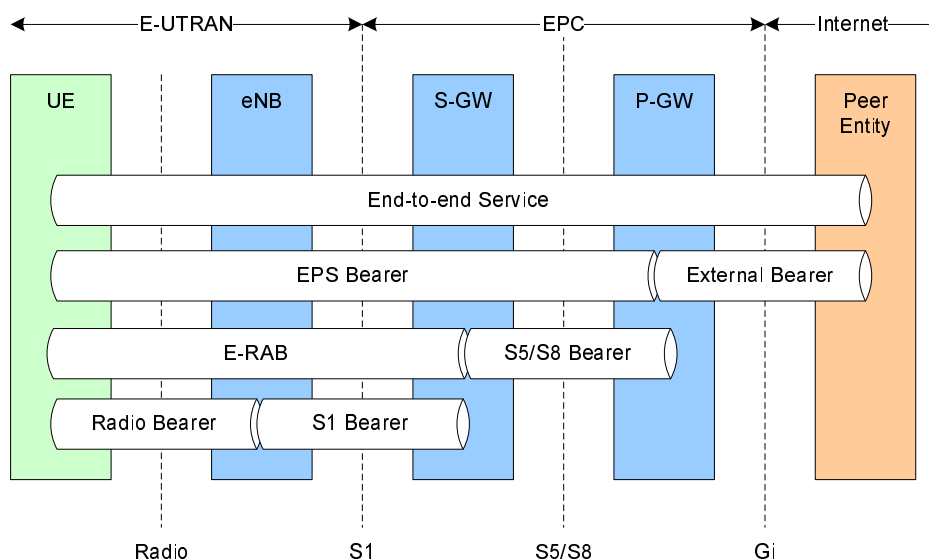 E-UTRAN EPC Internet
UE eNB S-GW P-GW Peer
Entity
End-to-end Service
EPS Bearer External Bearer
E-RAB S5/S8 Bearer
Radio Bearer S1 Bearer
Radio S1 S5/S8 Gi